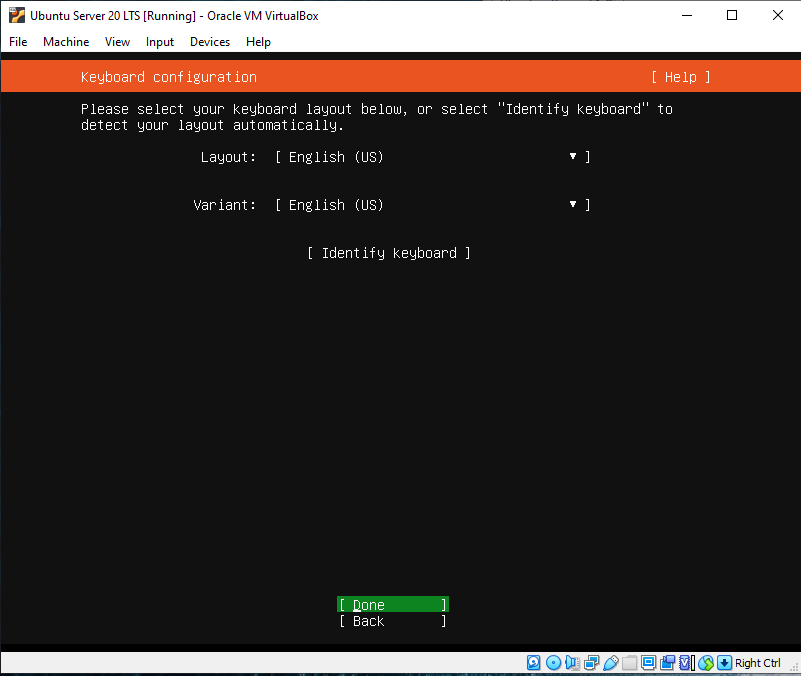 Ubuntu Server 20 LTS [Running] - Oracle VM VirtualBox
File Machine View Input Devices Help
Keyboard configuration [ Help ]
Please select your keyboard layout below, or select "Identify keyboard" to
detect your layout automatically.
Layout: [ English (US) ▾ ]
Variant: [ English (US) ▾ ]
[ Identify keyboard ]
[ Done ]
[ Back ]
Right Ctrl